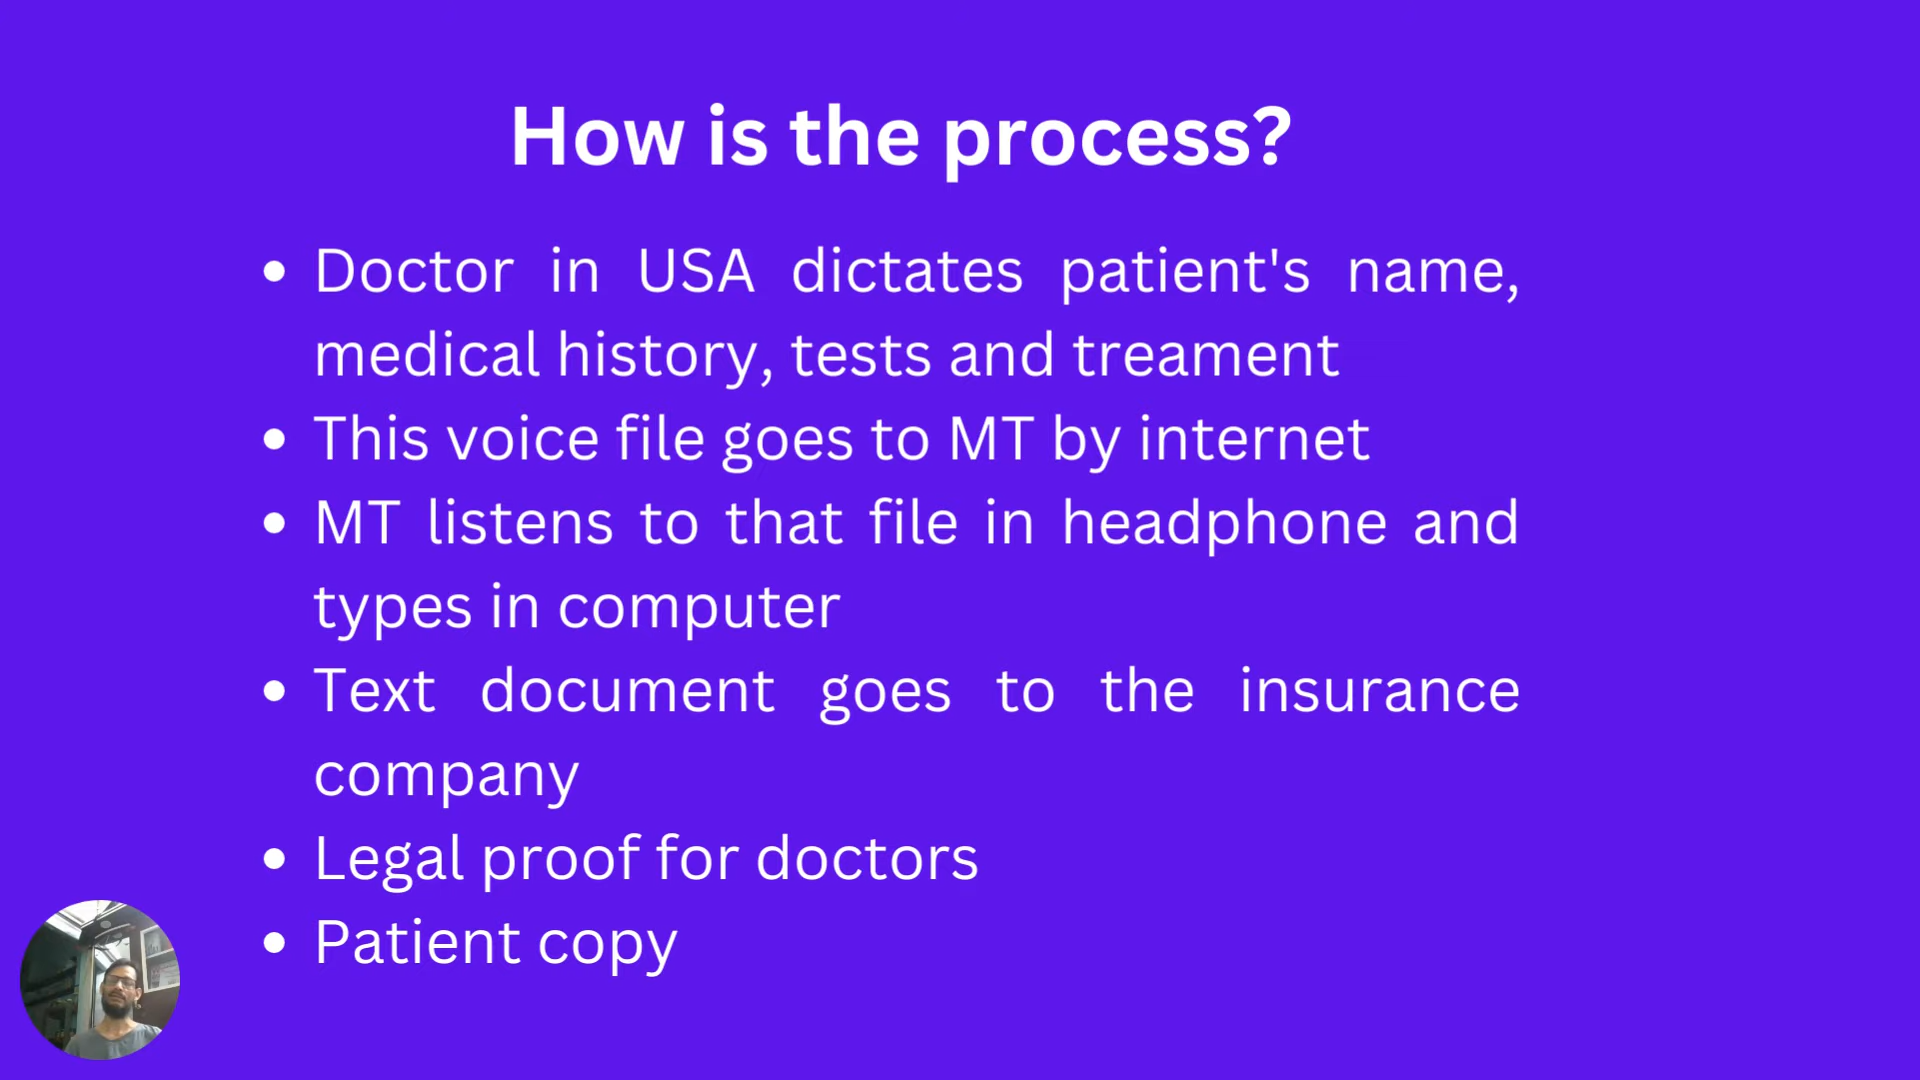 How is the process?
• Doctor in USA dictates patient's name,
medical history, tests and treament
• This voice file goes to MT by internet
• MT listens to that file in headphone and
types in computer
• Text document goes to the insurance
company
• Legal proof for doctors
• Patient copy